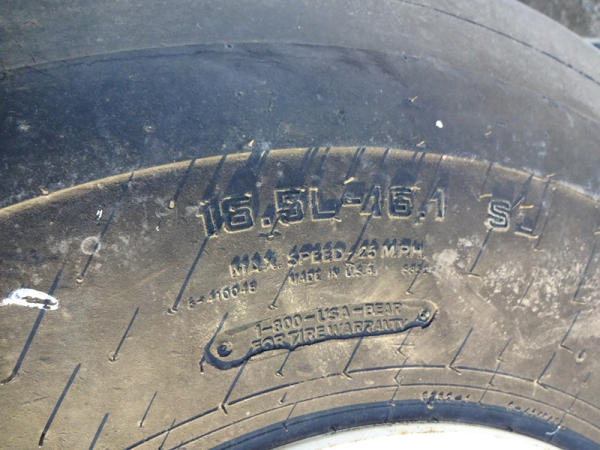 16.5L-16.1 SL
MAX. SPEED 25 MPH
MADE IN U.S.A.
1-800-USA-BEAR
FOR TIRE WARRANTY